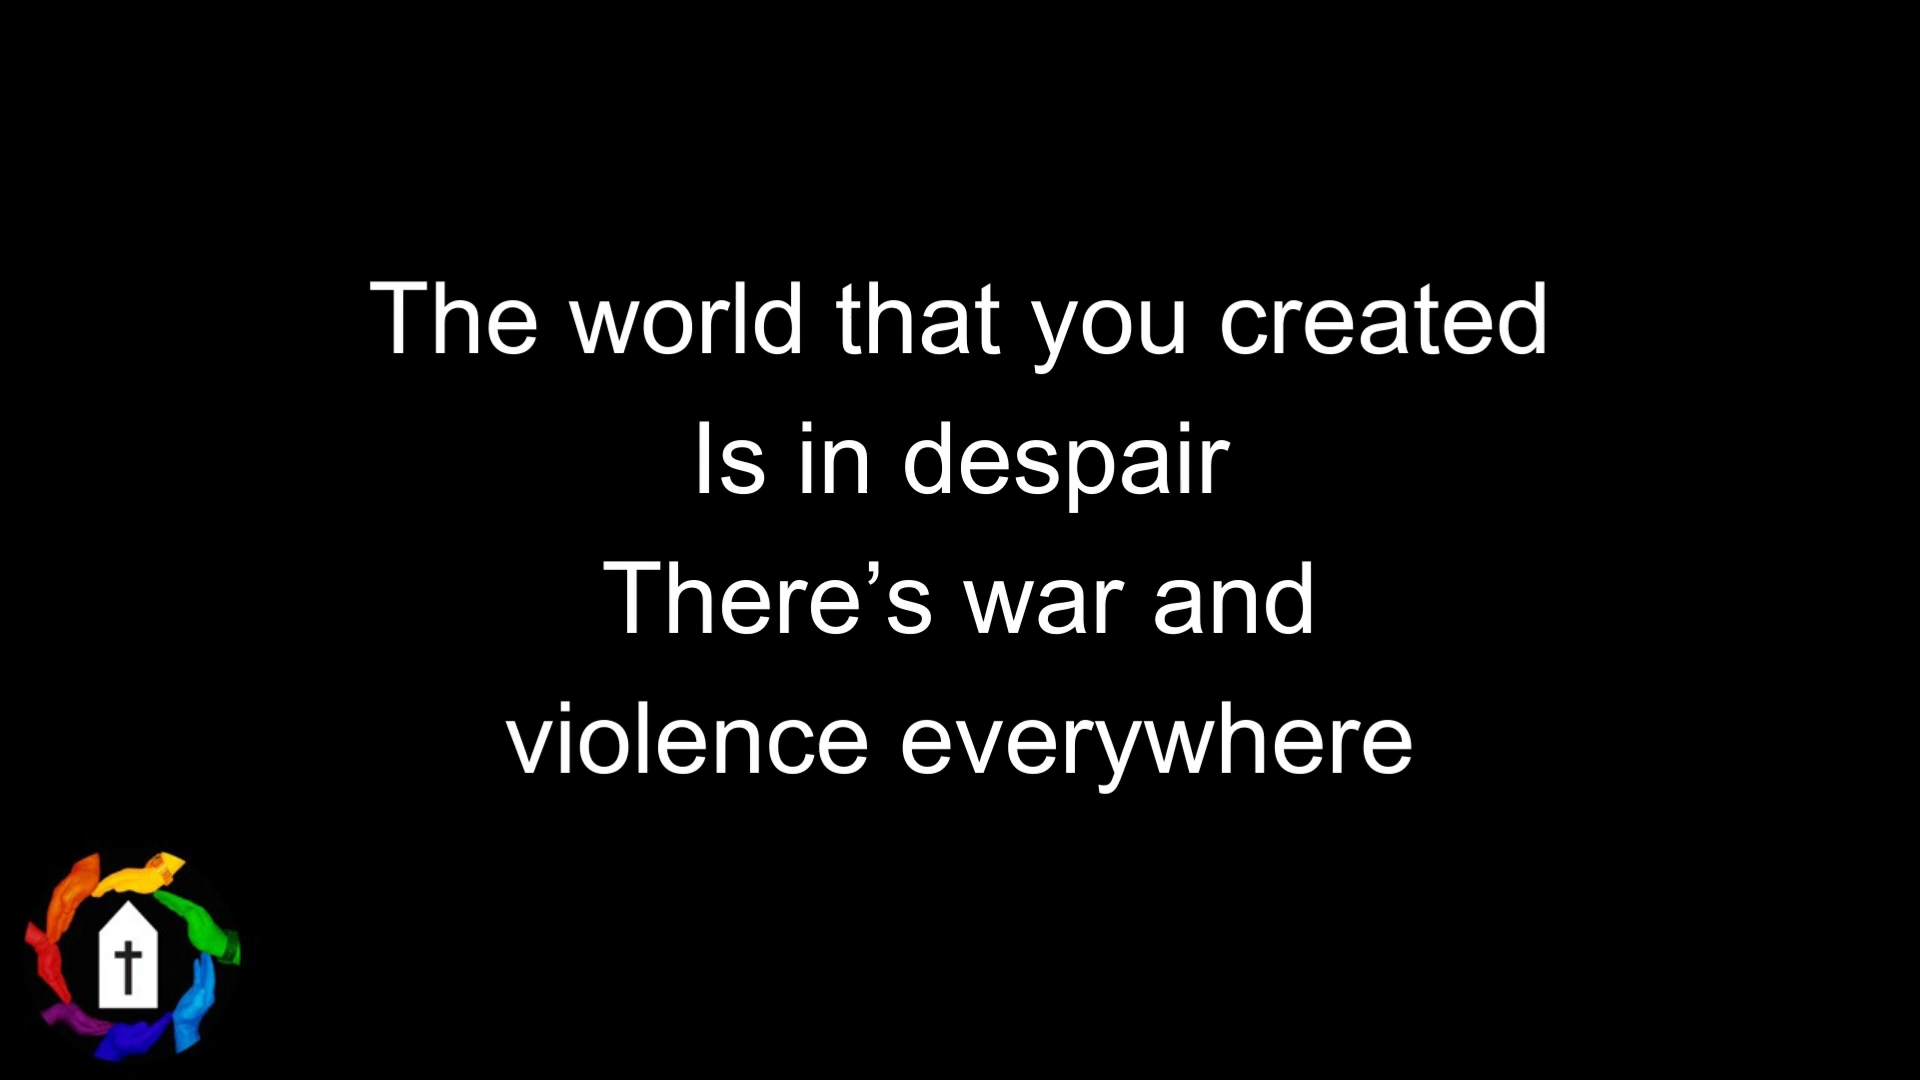 The world that you created
Is in despair
There’s war and
violence everywhere